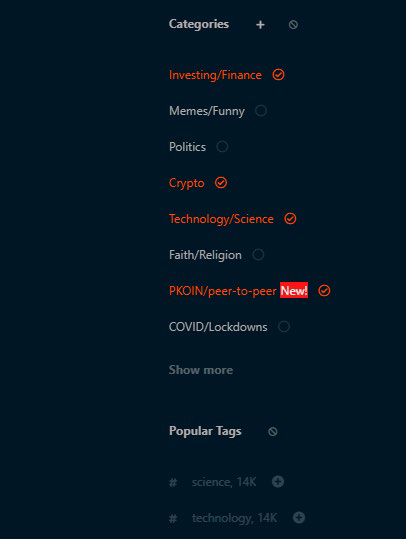 Categories +
Investing/Finance
Memes/Funny
Politics
Crypto
Technology/Science
Faith/Religion
PKOIN/peer-to-peer New!
COVID/Lockdowns
Show more
Popular Tags
# science, 14K
# technology, 14K